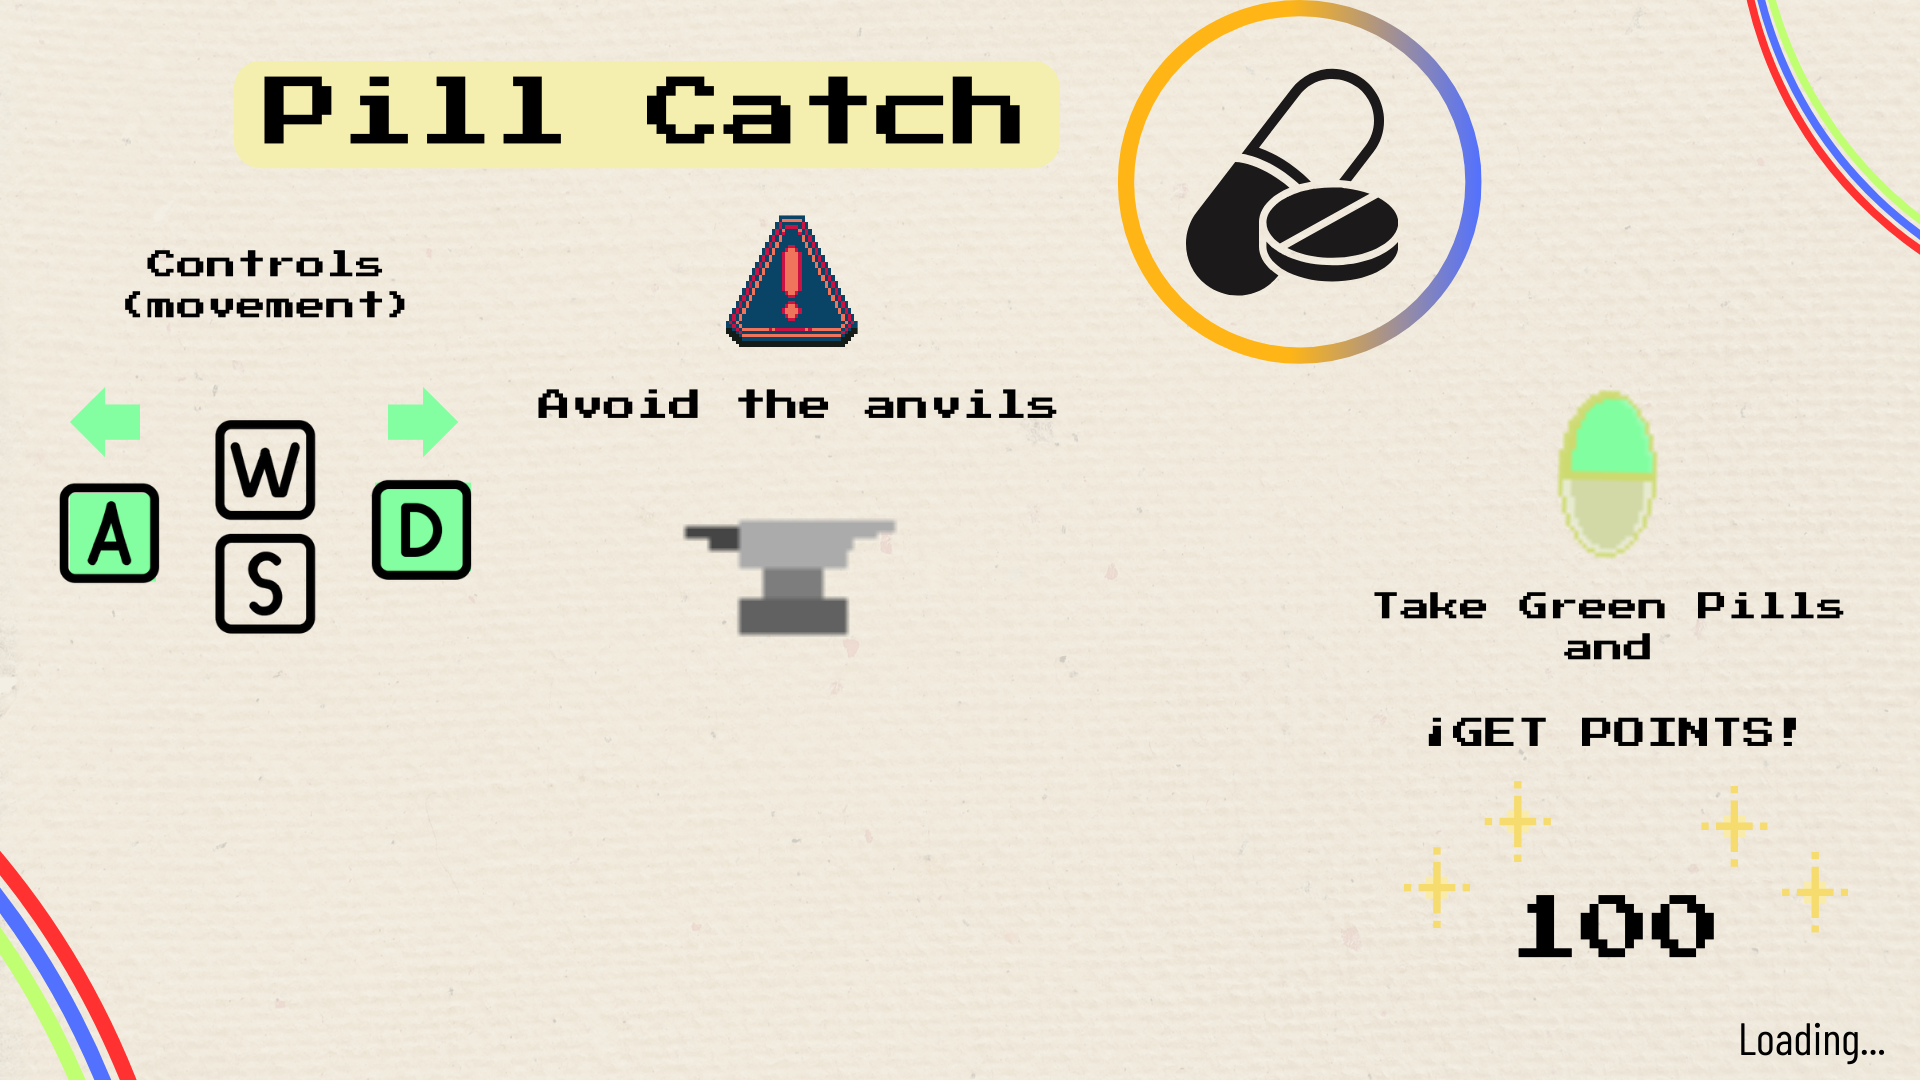 Pill Catch
Controls
(movement)
W
A
S
D
Avoid the anvils
Take Green Pills
and
¡GET POINTS!
100
Loading...